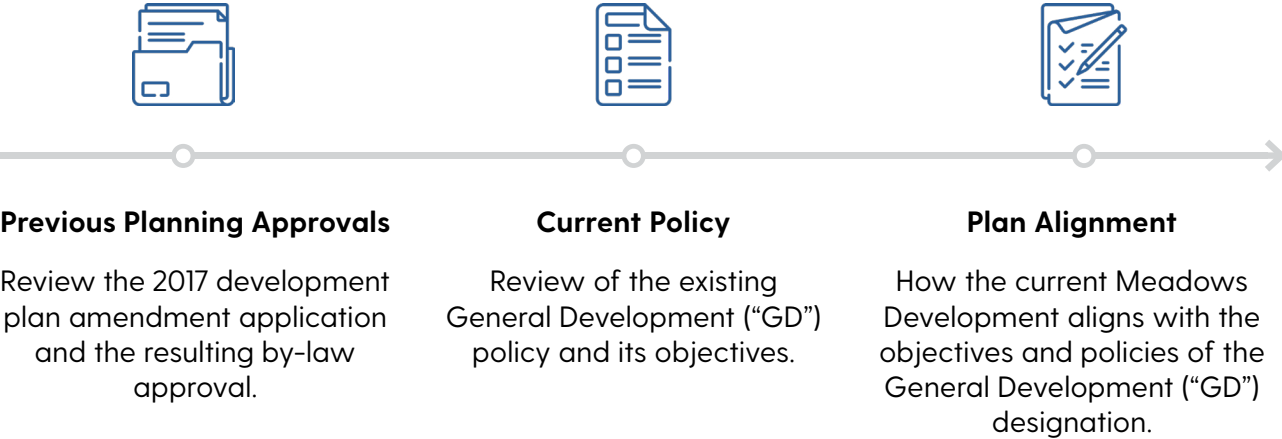 Previous Planning Approvals
Review the 2017 development
plan amendment application
and the resulting by-law
approval.
Current Policy
Review of the existing
General Development (“GD”)
policy and its objectives.
Plan Alignment
How the current Meadows
Development aligns with the
objectives and policies of the
General Development (“GD”)
designation.